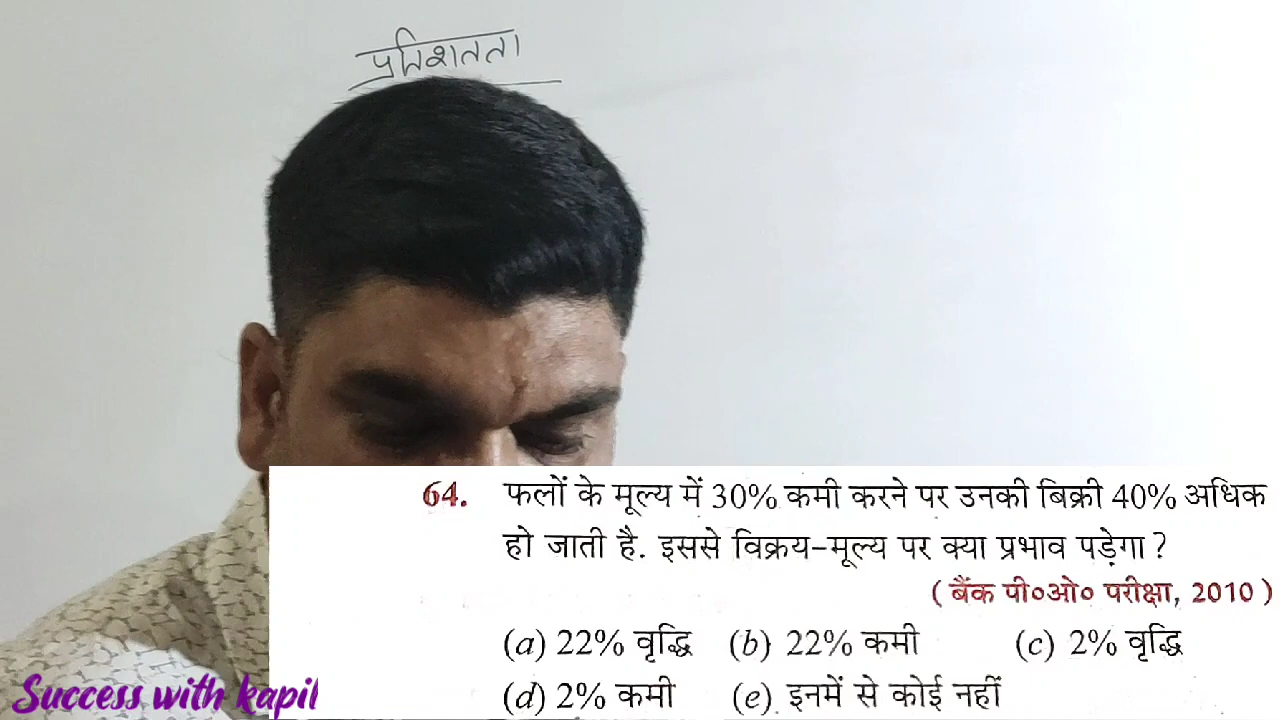 प्रतिशतता
64. फलों के मूल्य में 30% कमी करने पर उनकी बिक्री 40% अधिक
हो जाती है. इससे विक्रय-मूल्य पर क्या प्रभाव पड़ेगा?
(बैंक पी०ओ० परीक्षा, 2010)
(a) 22% वृद्धि (b) 22% कमी (c) 2% वृद्धि
(d) 2% कमी (e) इनमें से कोई नहीं
Success with kapil